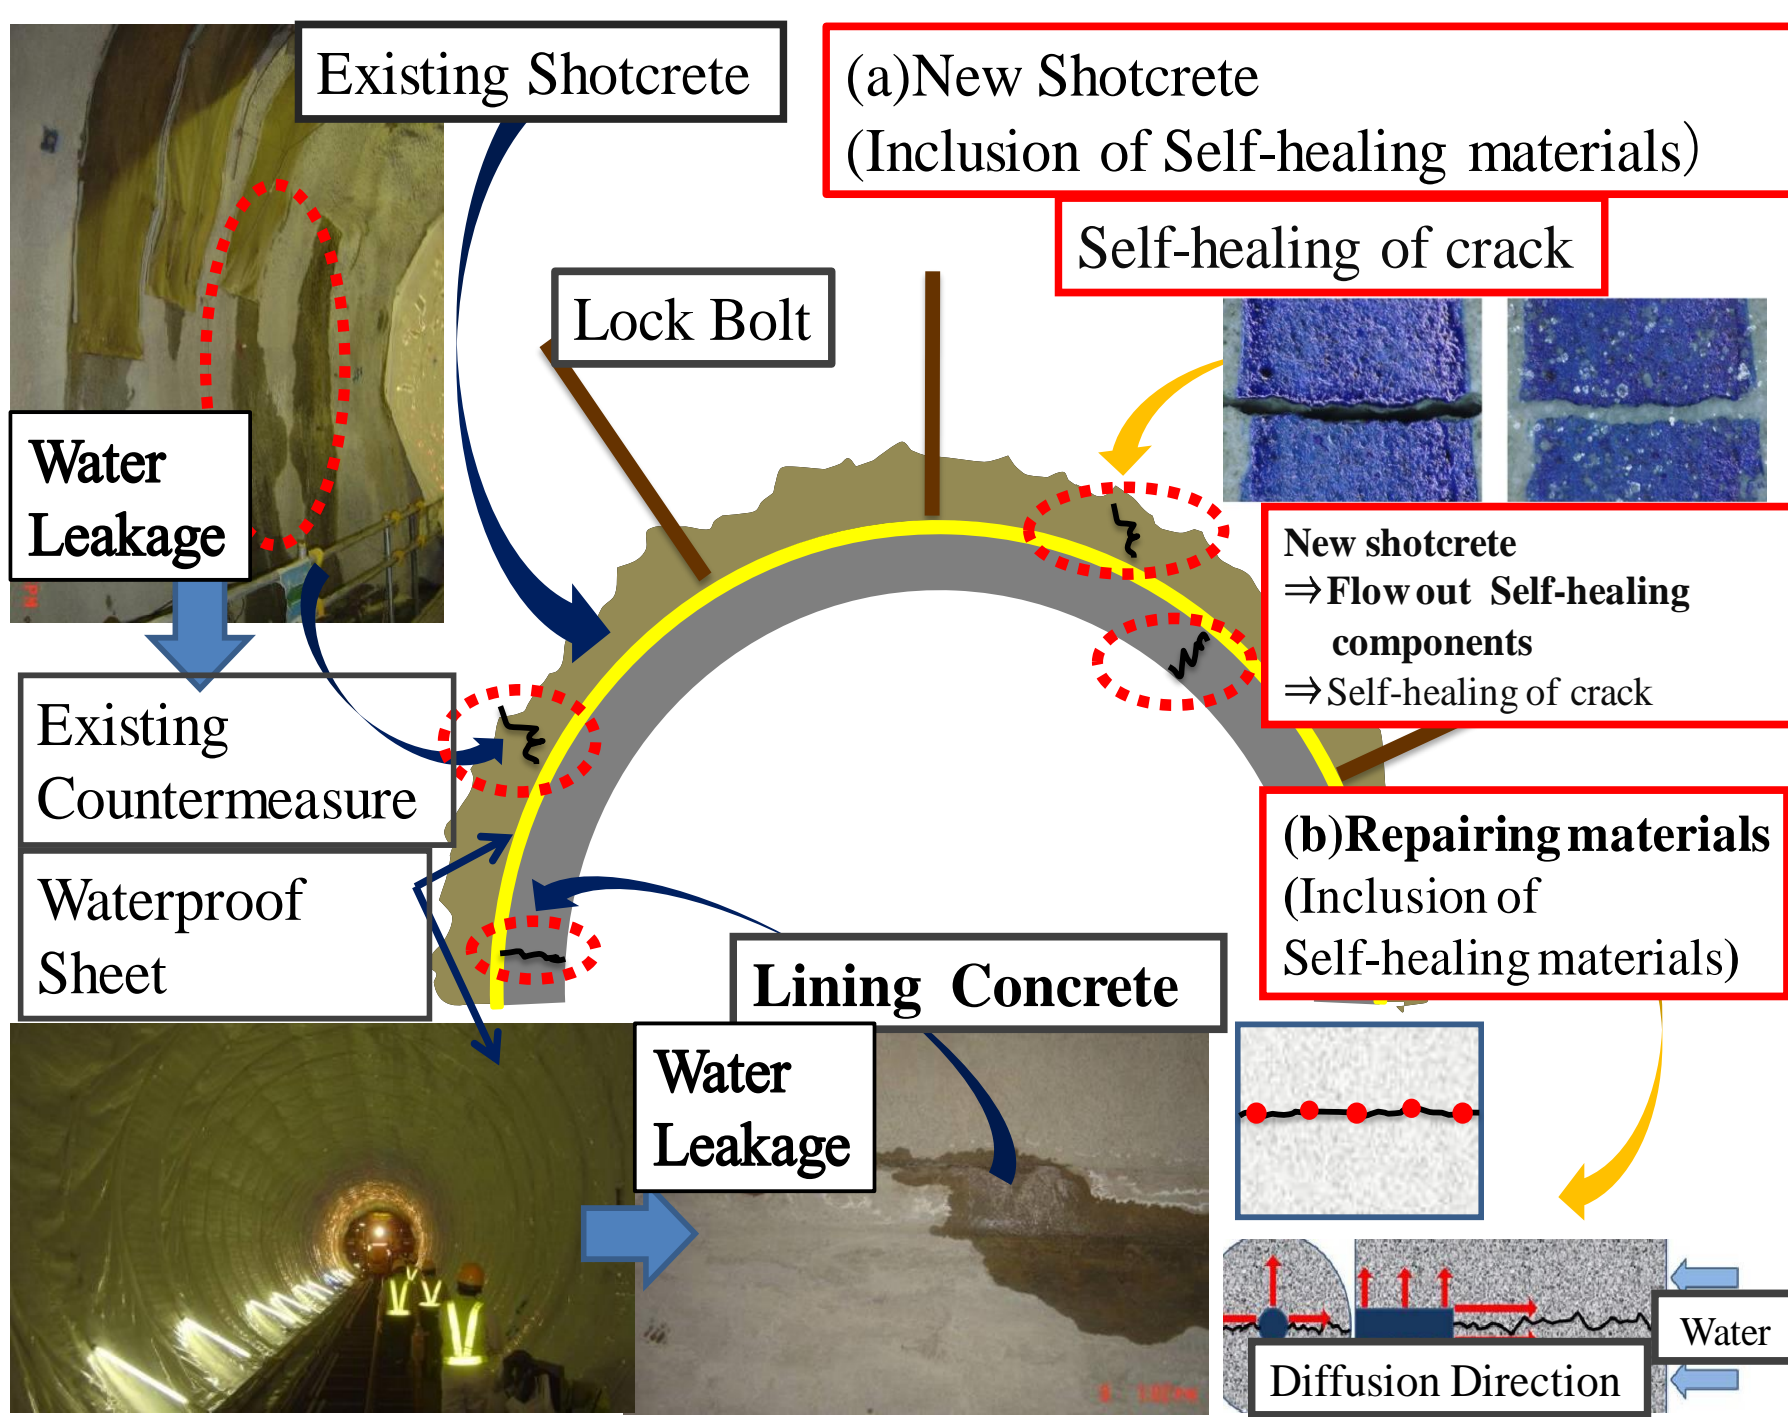 Existing Shotcrete
(a)New Shotcrete
(Inclusion of Self-healing materials)
Self-healing of crack
Lock Bolt
Water
Leakage
New shotcrete
⇒Flow out Self-healing
components
⇒Self-healing of crack
Existing
Countermeasure
(b)Repairing materials
(Inclusion of
Self-healing materials)
Waterproof
Sheet
Lining Concrete
Water
Leakage
Water
Diffusion Direction